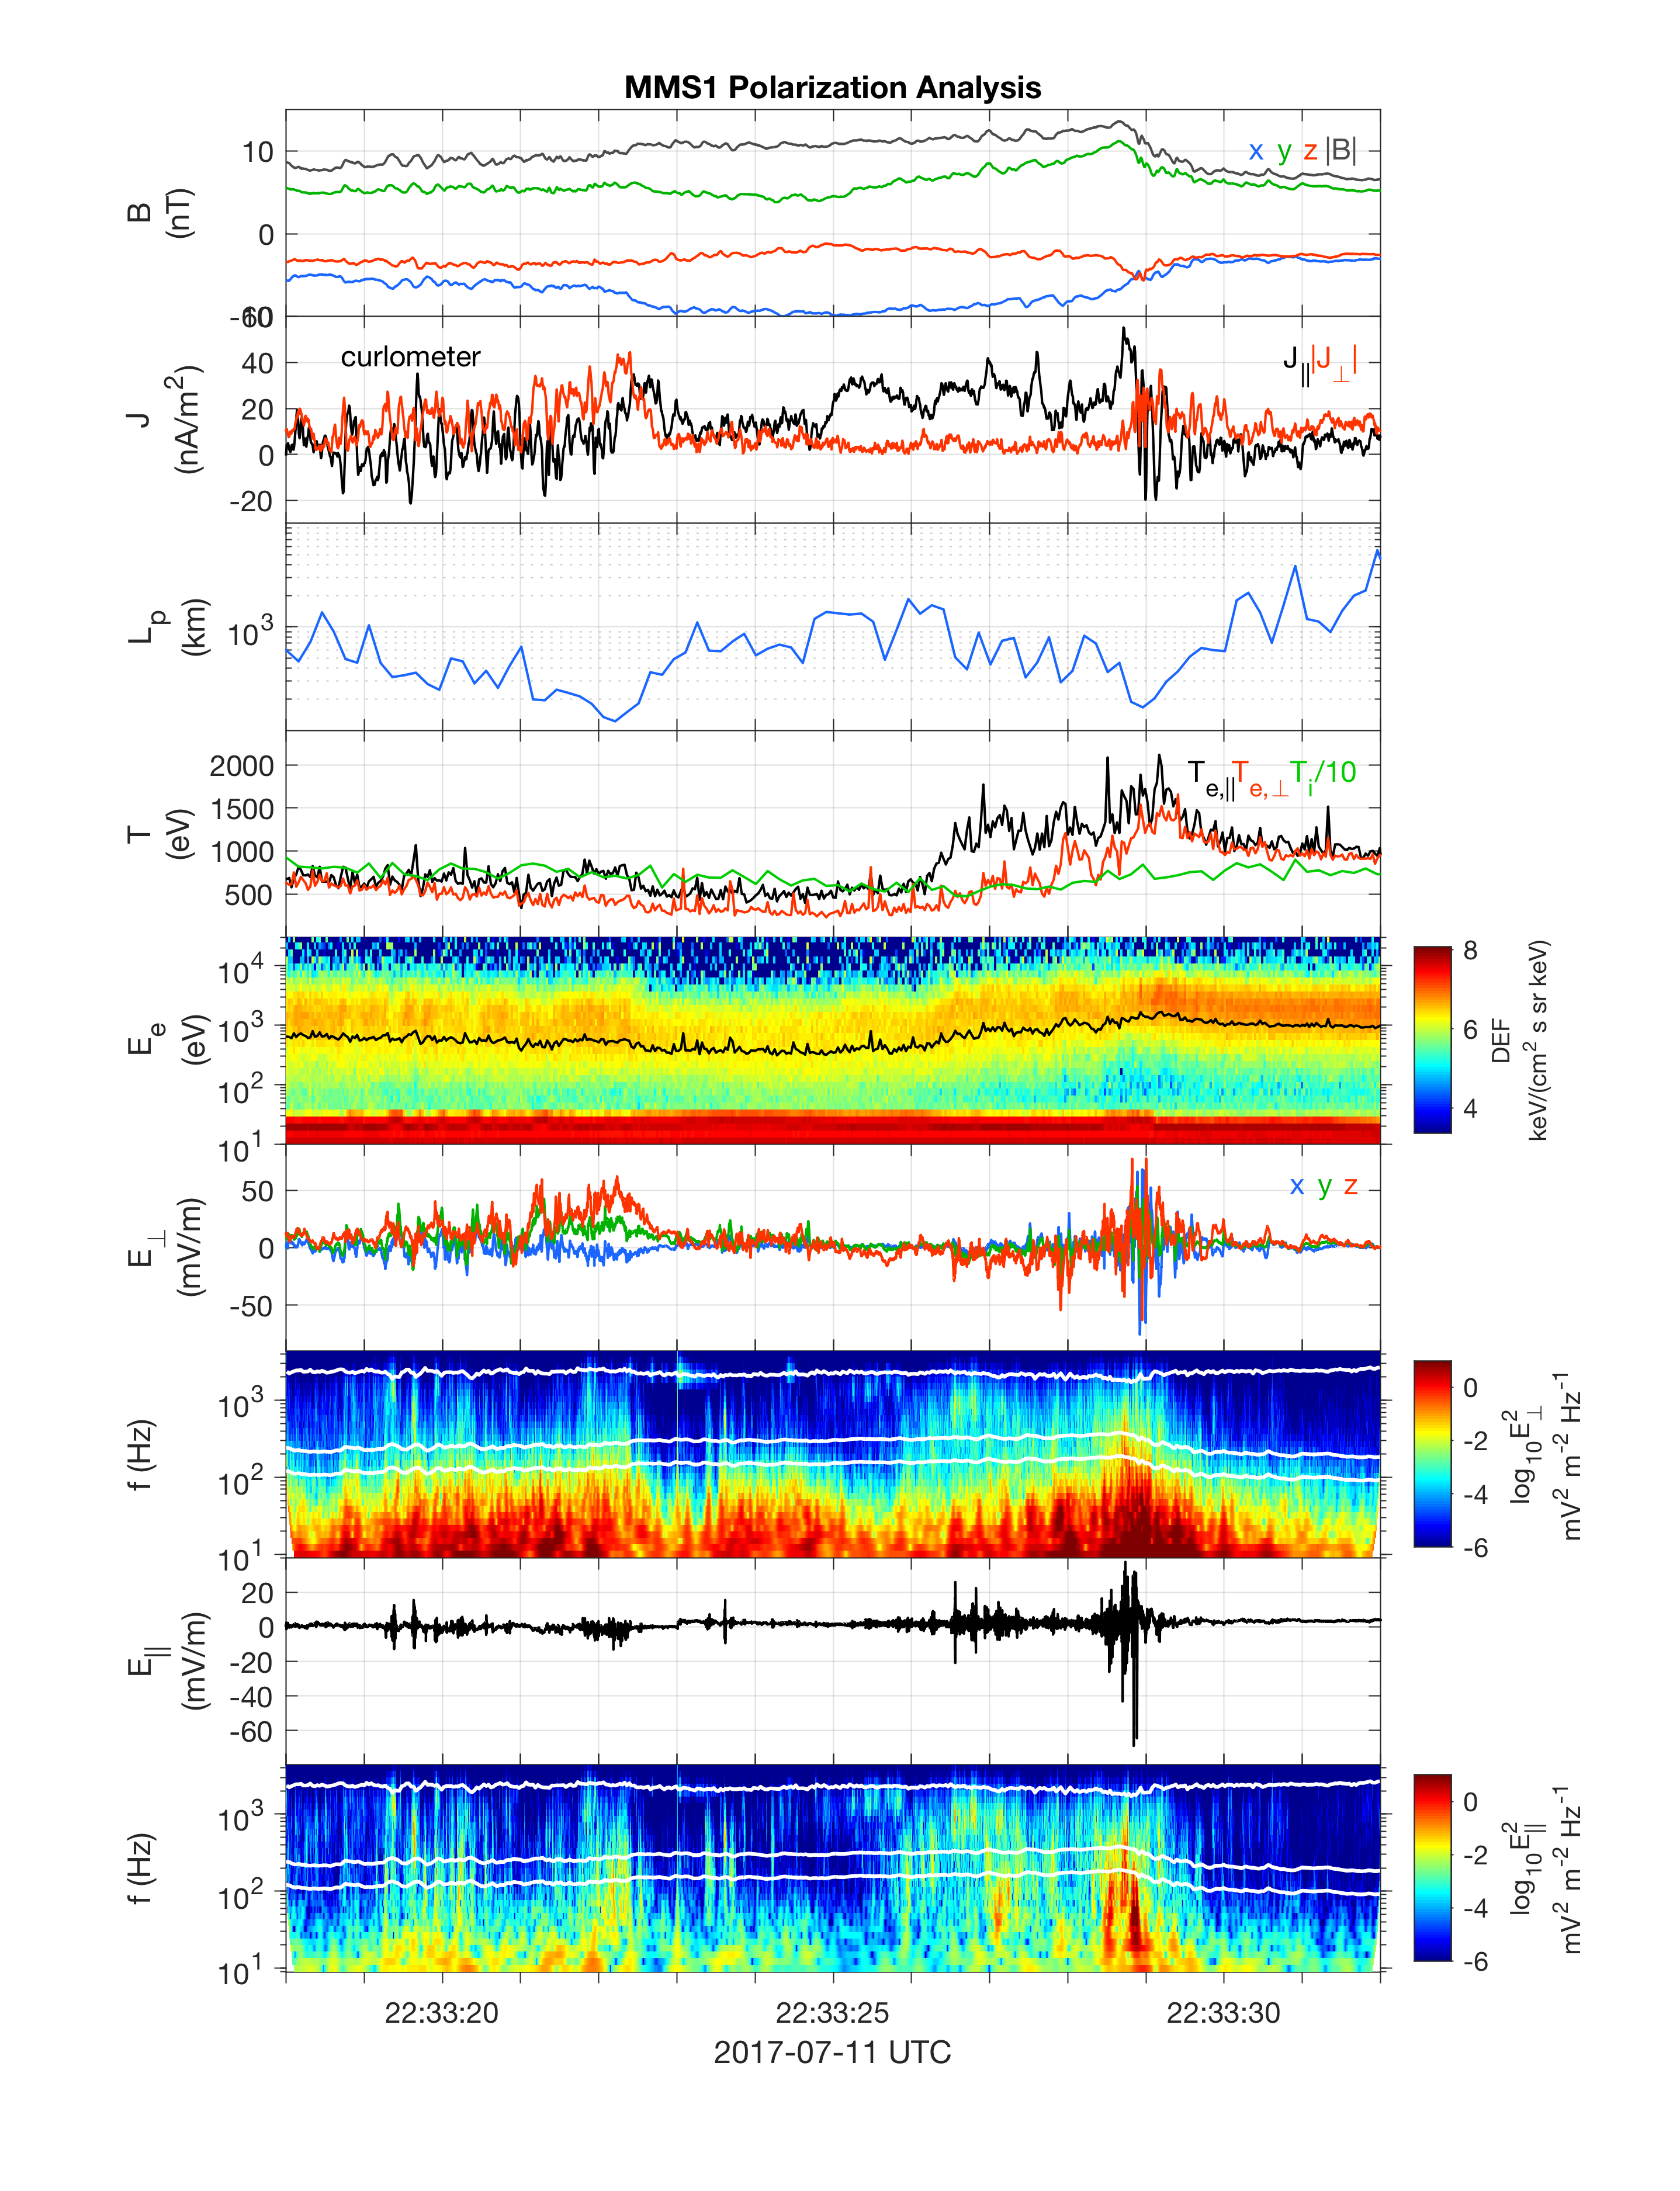 MMS1 Polarization Analysis
B
(nT)
10
0
-10
x y z |B|
J
(nA/m²)
60
40
20
0
-20
curlometer
J∥ |J⊥|
Lp
(km)
10³
T
(eV)
2000
1500
1000
500
Te,∥ Te,⊥ Ti/10
Ee
(eV)
10⁴
10³
10²
10¹
8
6
4
DEF
keV/(cm² s sr keV)
E⊥
(mV/m)
50
0
-50
x y z
f (Hz)
10³
10²
10¹
0
-2
-4
-6
log₁₀E²⊥
mV² m⁻² Hz⁻¹
E∥
(mV/m)
20
0
-20
-40
-60
f (Hz)
10³
10²
10¹
0
-2
-4
-6
log₁₀E²∥
mV² m⁻² Hz⁻¹
22:33:20 22:33:25 22:33:30
2017-07-11 UTC